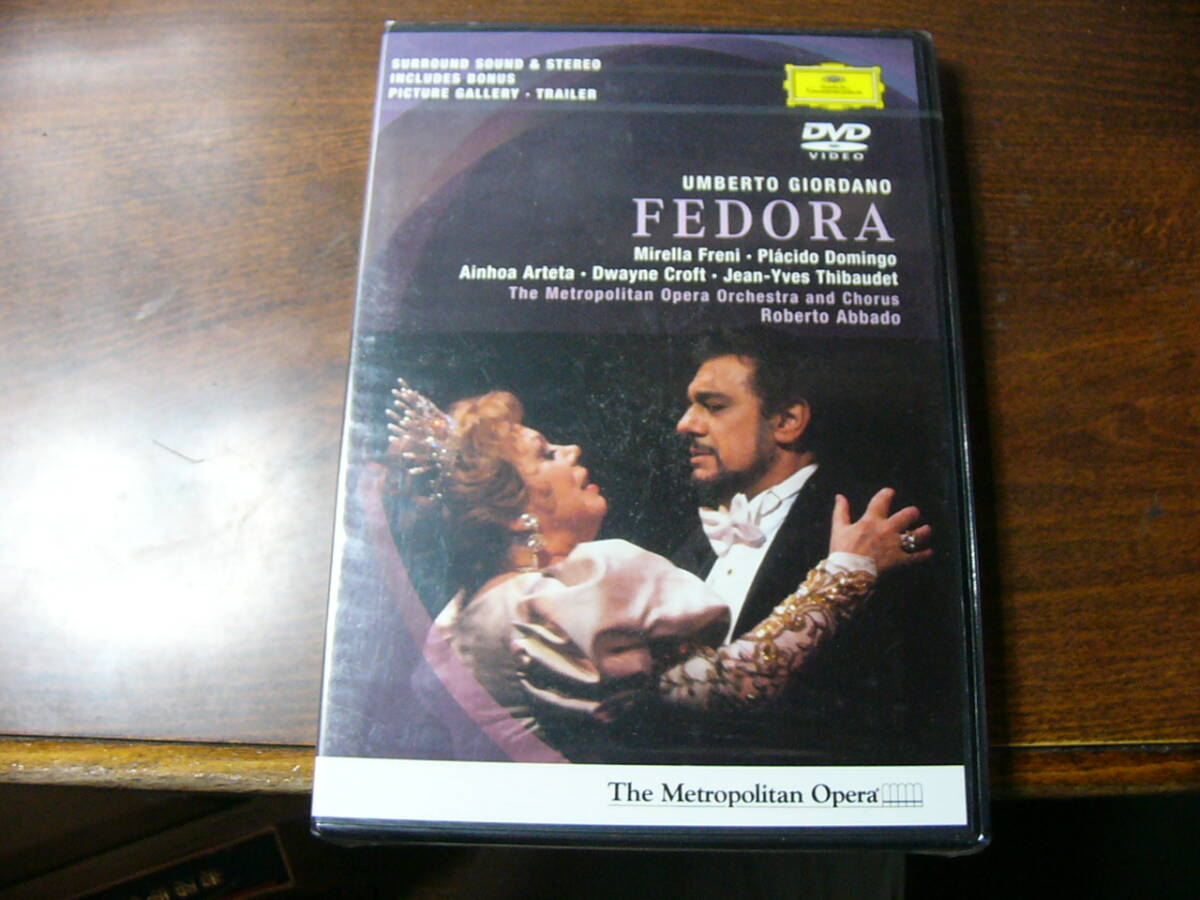 SURROUND SOUND & STEREO
INCLUDES BONUS
PICTURE GALLERY · TRAILER
DVD
VIDEO
UMBERTO GIORDANO
FEDORA
Mirella Freni · Plácido Domingo
Ainhoa Arteta · Dwayne Croft · Jean-Yves Thibaudet
The Metropolitan Opera Orchestra and Chorus
Roberto Abbado
The Metropolitan Opera